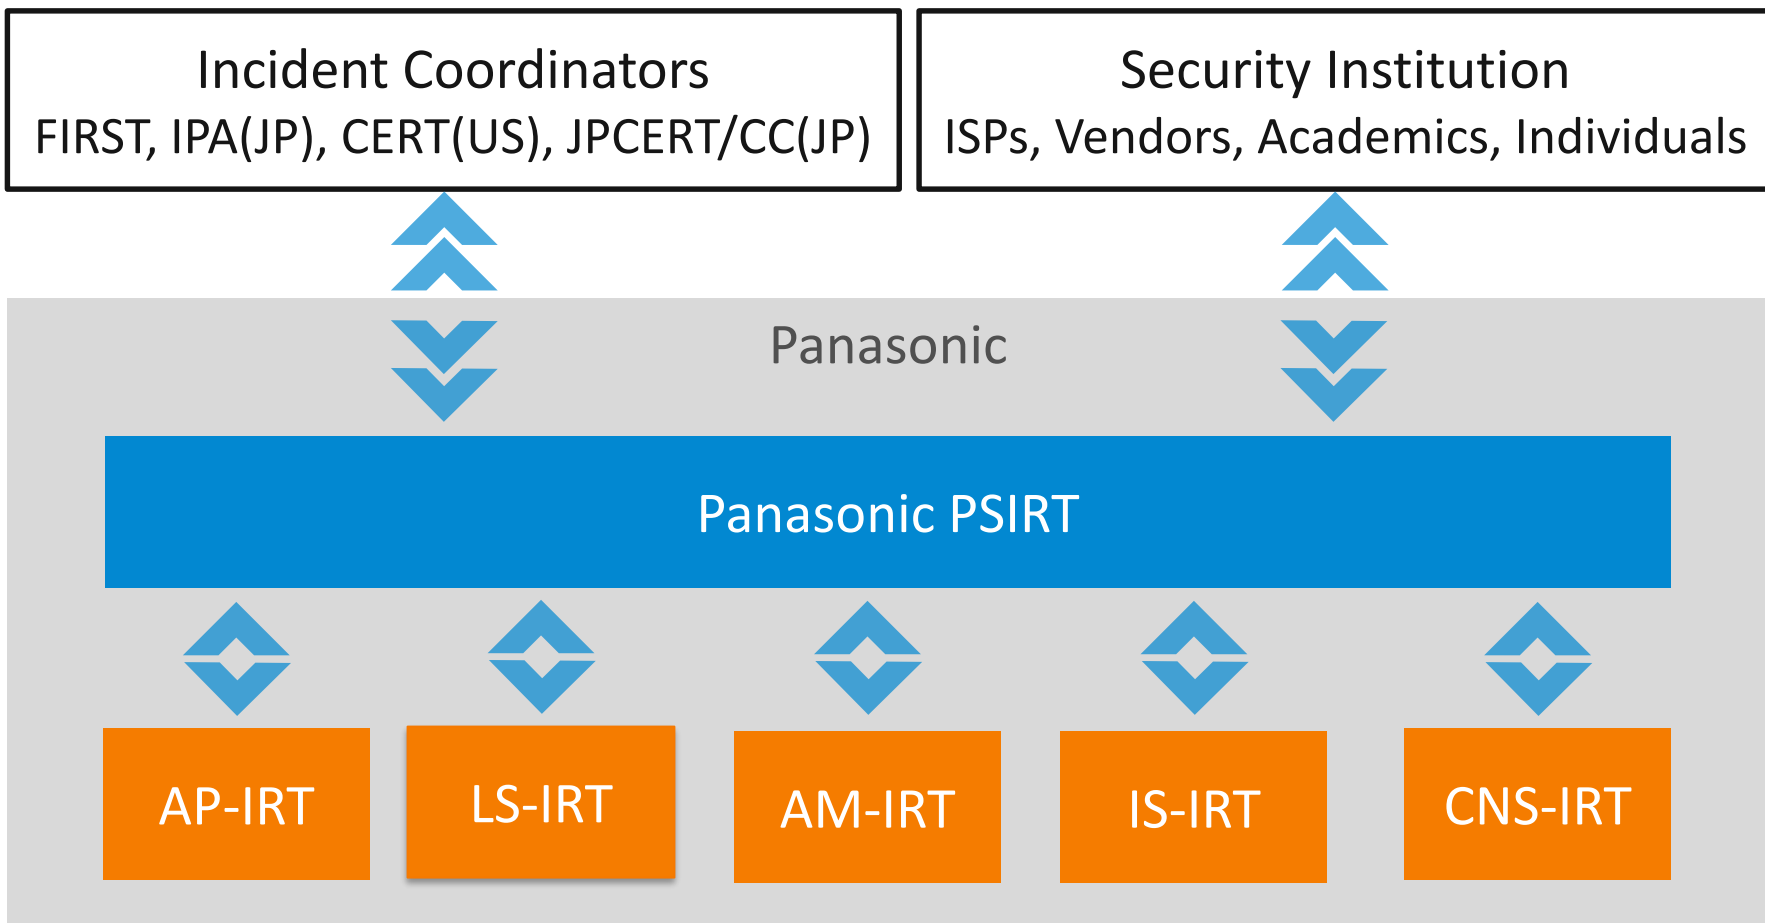 Incident Coordinators
FIRST, IPA(JP), CERT(US), JPCERT/CC(JP)
Security Institution
ISPs, Vendors, Academics, Individuals
Panasonic
Panasonic PSIRT
AP-IRT
LS-IRT
AM-IRT
IS-IRT
CNS-IRT